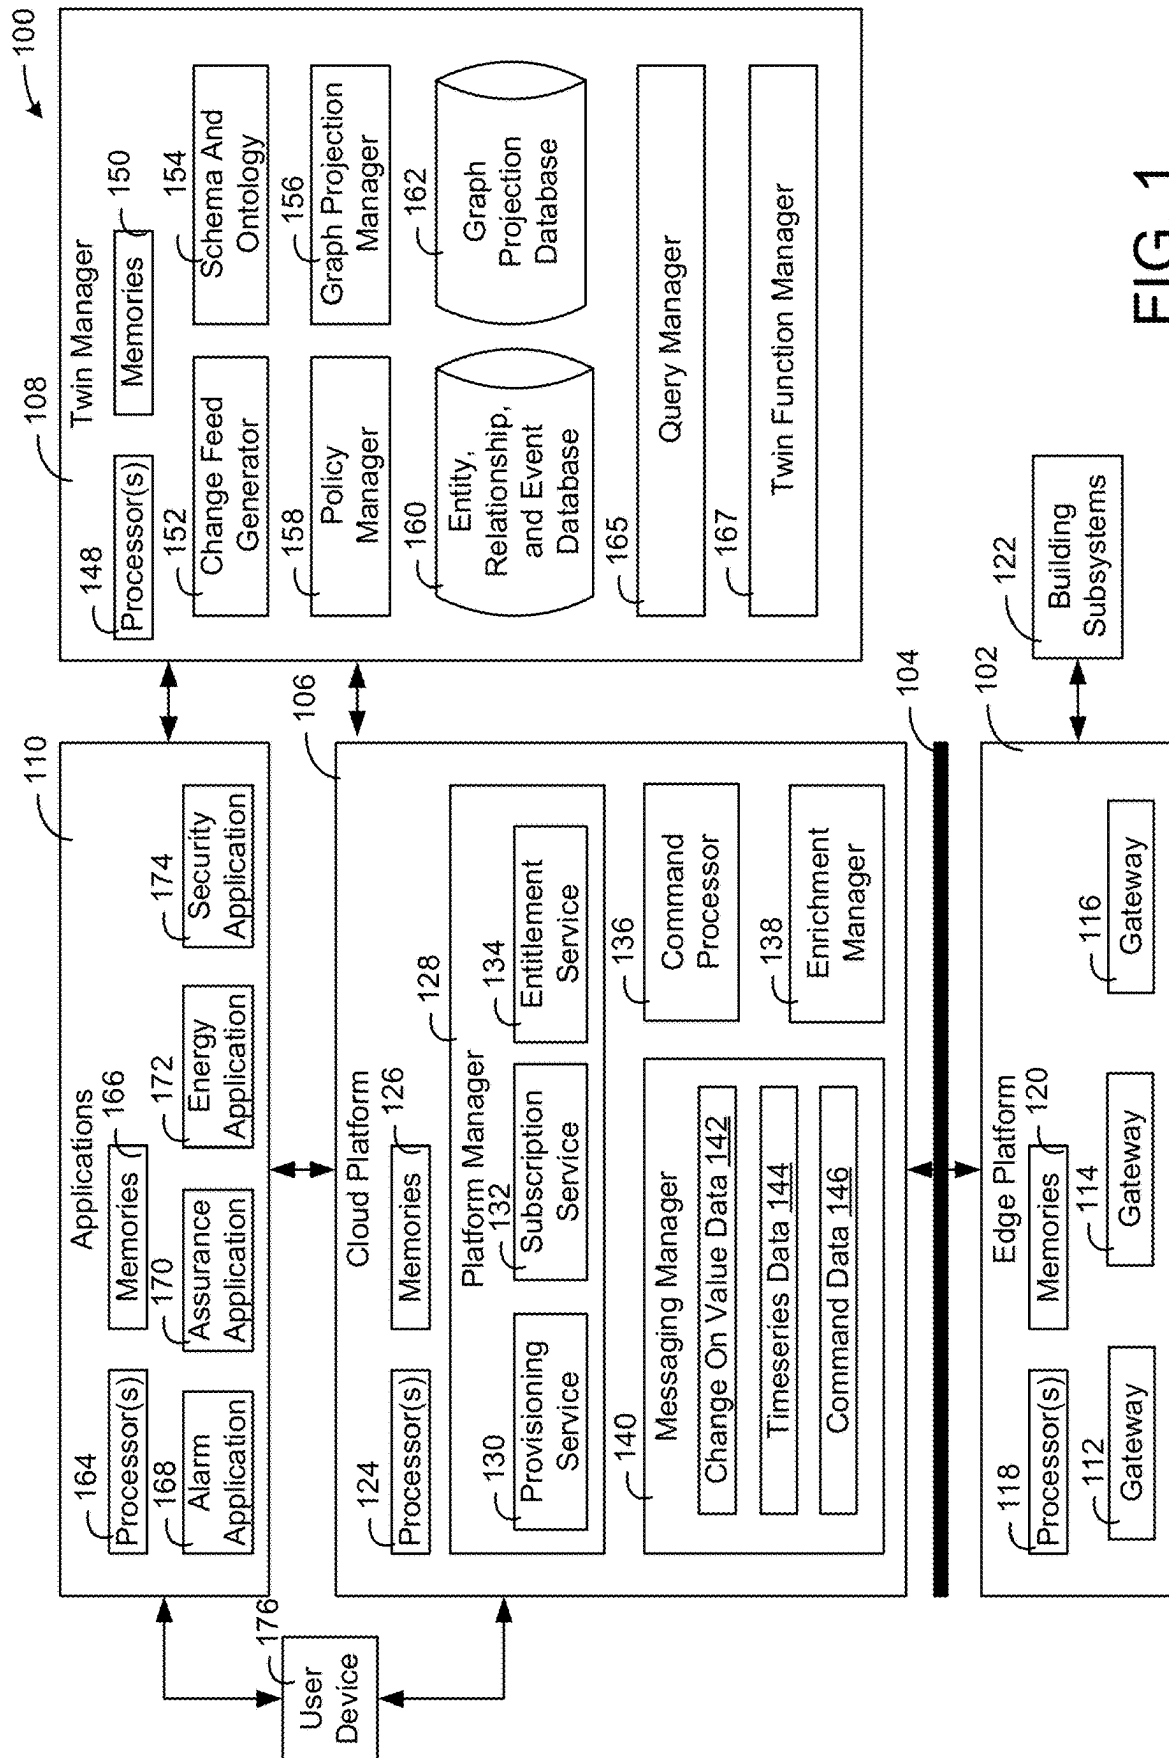 100
110
Applications
164
Processor(s)
Memories
166
168
Alarm
Application
170
Assurance
Application
172
Energy
Application
174
Security
Application
176
User
Device
106
Cloud Platform
124
Processor(s)
Memories
126
Platform Manager
128
130
Provisioning
Service
132
Subscription
Service
134
Entitlement
Service
140
Messaging Manager
Change On Value Data 142
Timeseries Data 144
Command Data 146
136
Command
Processor
138
Enrichment
Manager
104
102
Edge Platform
118
Processor(s)
Memories
120
112
Gateway
114
Gateway
116
Gateway
122
Building
Subsystems
108
Twin Manager
148
Processor(s)
Memories
150
152
Change Feed
Generator
154
Schema And
Ontology
158
Policy
Manager
156
Graph Projection
Manager
160
Entity,
Relationship,
and Event
Database
162
Graph
Projection
Database
165
Query Manager
167
Twin Function Manager
FIG. 1